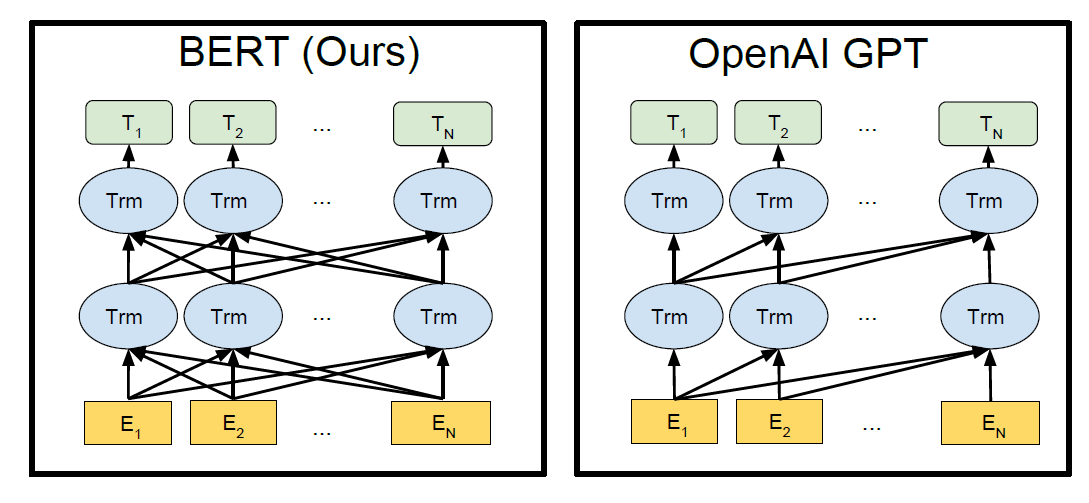 BERT (Ours)
T1 T2 ... TN
Trm Trm ... Trm
Trm Trm ... Trm
E1 E2 ... EN
OpenAI GPT
T1 T2 ... TN
Trm Trm ... Trm
Trm Trm ... Trm
E1 E2 ... EN